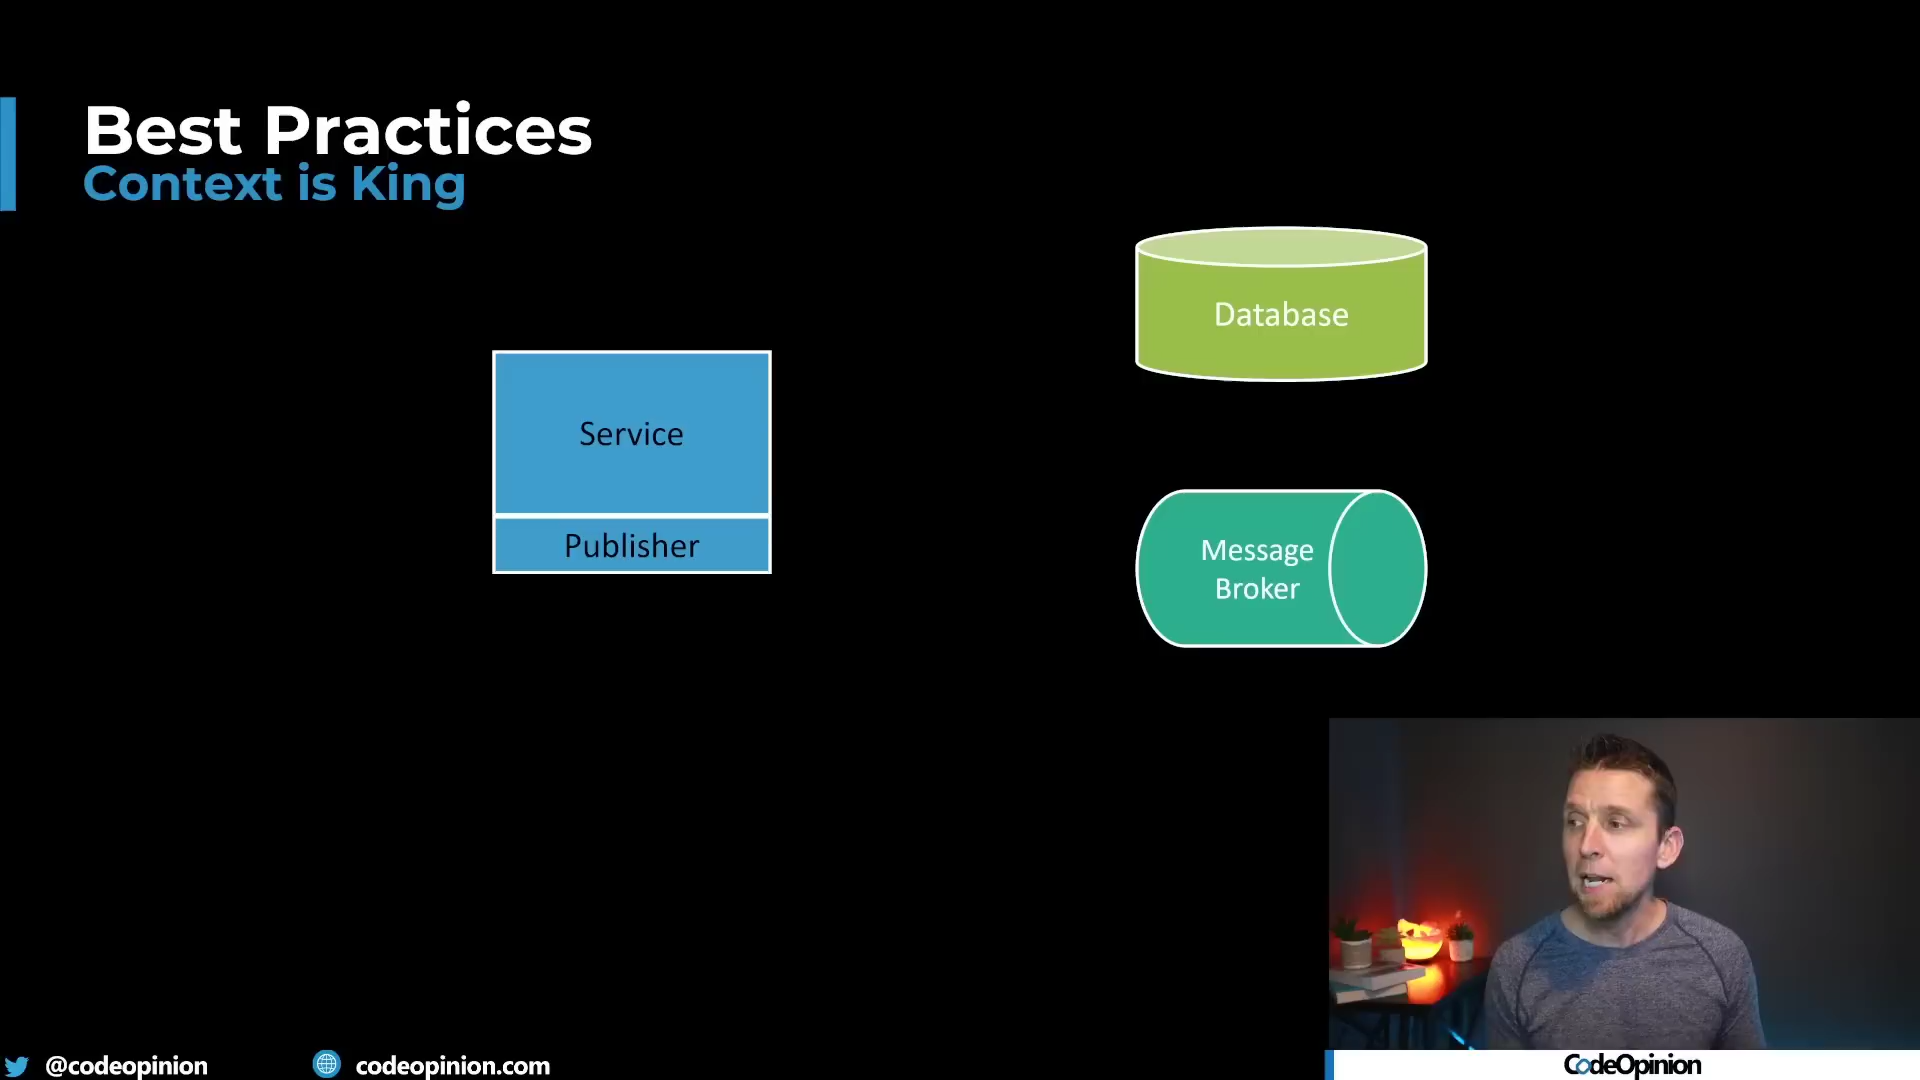 Best Practices
Context is King
Database
Service
Publisher
Message
Broker
@codeopinion
codeopinion.com
CodeOpinion